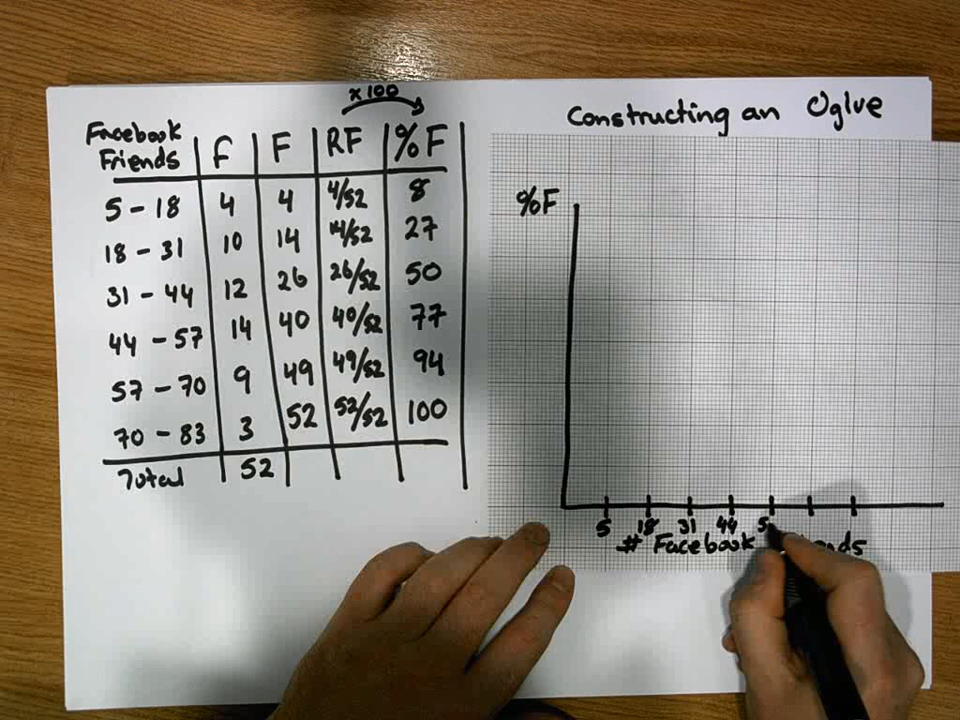 x100
Constructing an Oglve
Facebook Friends f F RF %F
5 - 18 4 4 4/52 8
18 - 31 10 14 14/52 27
31 - 44 12 26 26/52 50
44 - 57 14 40 40/52 77
57 - 70 9 49 49/52 94
70 - 83 3 52 52/52 100
Total 52
%F
5 18 31 44 5
# Facebook